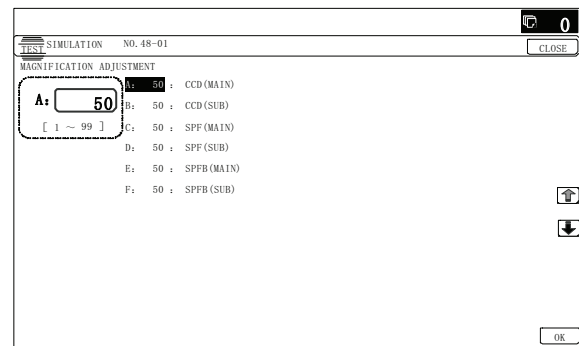 0
TEST SIMULATION NO.48-01
CLOSE
MAGNIFICATION ADJUSTMENT
A: 50
[ 1 ~ 99 ]
A: 50 : CCD(MAIN)
B: 50 : CCD(SUB)
C: 50 : SPF(MAIN)
D: 50 : SPF(SUB)
E: 50 : SPFB(MAIN)
F: 50 : SPFB(SUB)
OK